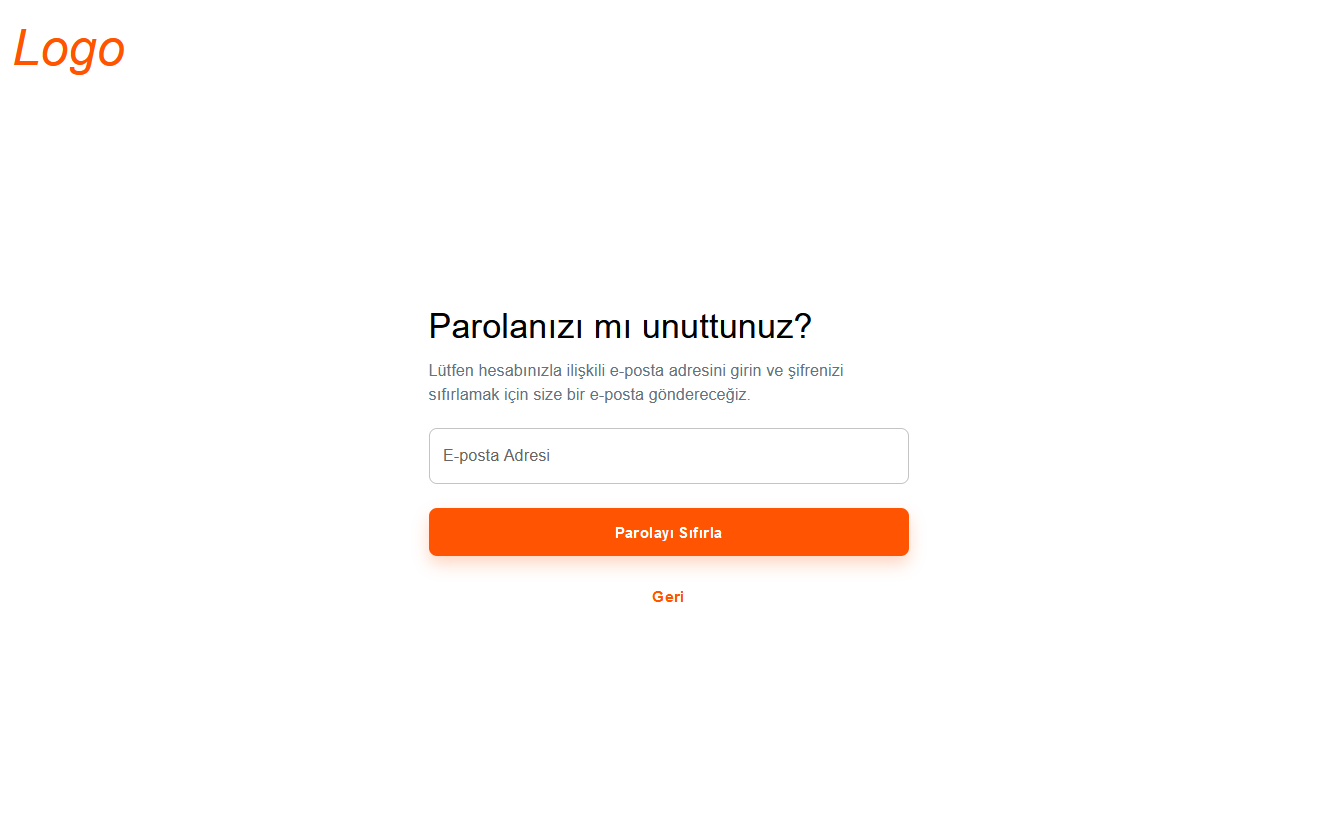 Logo
Parolanızı mı unuttunuz?
Lütfen hesabınızla ilişkili e-posta adresini girin ve şifrenizi
sıfırlamak için size bir e-posta göndereceğiz.
E-posta Adresi
Parolayı Sıfırla
Geri